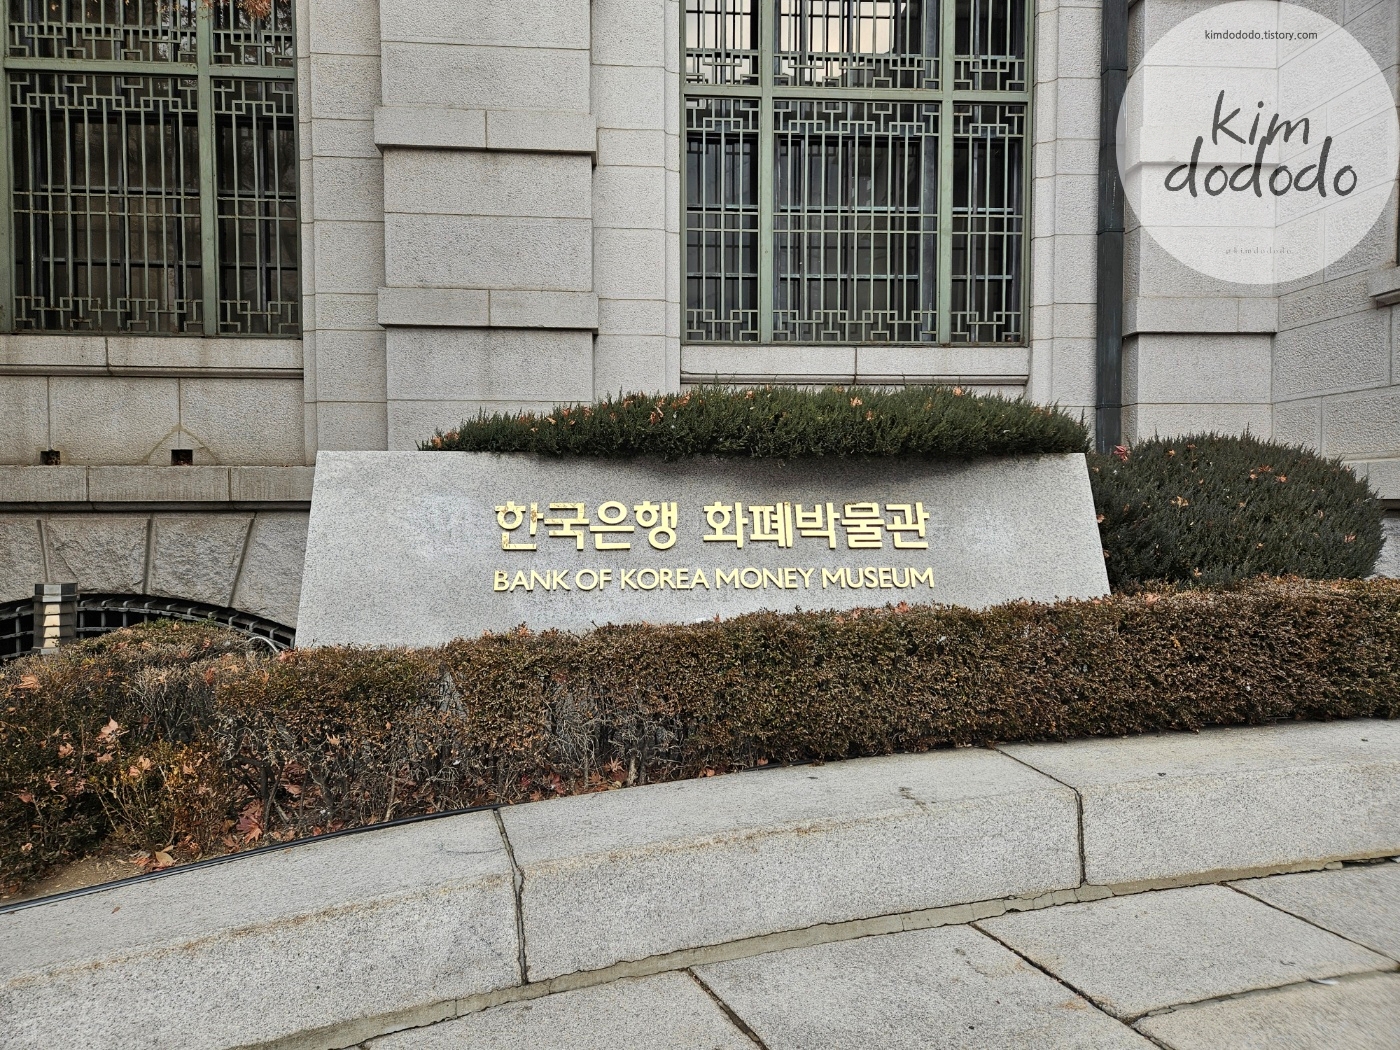 kimdododo.tistory.com
kim
dododo
한국은행 화폐박물관
BANK OF KOREA MONEY MUSEUM